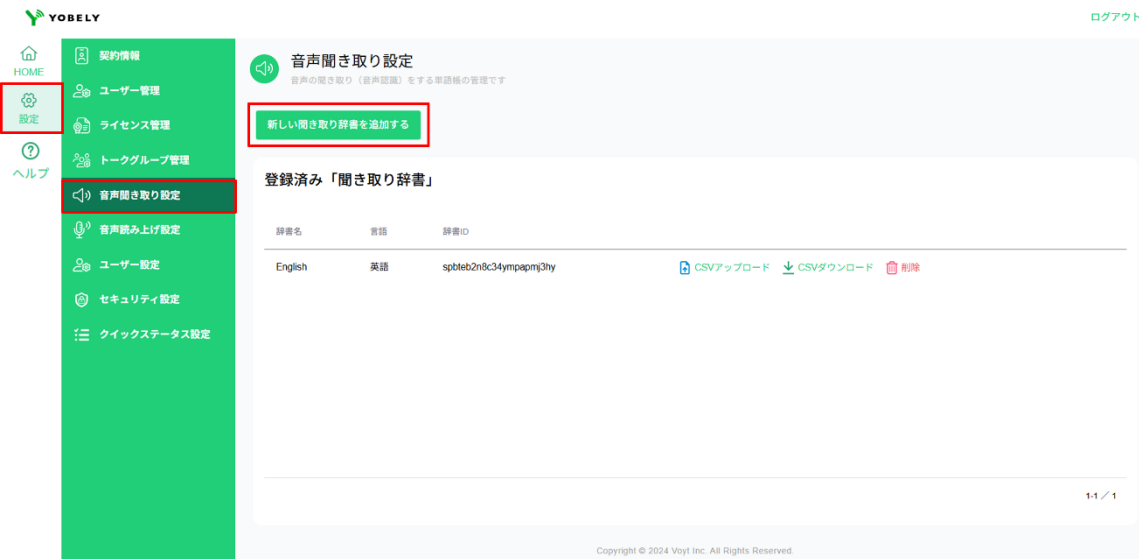 YOBELY
ログアウト
HOME
設定
ヘルプ
契約情報
ユーザー管理
ライセンス管理
トークグループ管理
音声聞き取り設定
音声読み上げ設定
ユーザー設定
セキュリティ設定
クイックステータス設定
音声聞き取り設定
音声の聞き取り（音声認識）をする単語帳の管理です
新しい聞き取り辞書を追加する
登録済み「聞き取り辞書」
辞書名 言語 辞書ID
English 英語 spbteb2n8c34ympapmj3hy CSVアップロード CSVダウンロード 削除
1-1 ／ 1
Copyright © 2024 Voyt Inc. All Rights Reserved.